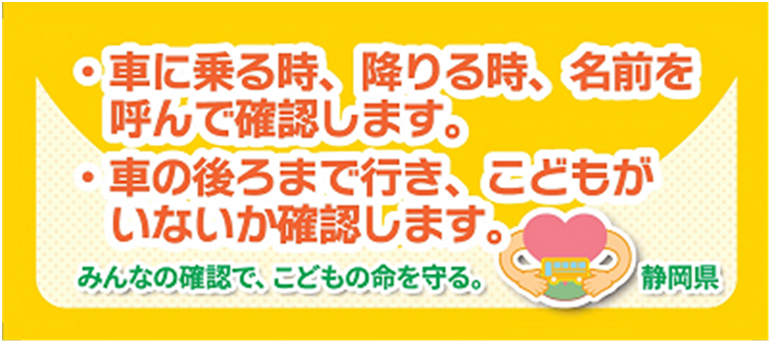 ・車に乗る時、降りる時、名前を
呼んで確認します。
・車の後ろまで行き、こどもが
いないか確認します。
みんなの確認で、こどもの命を守る。
静岡県